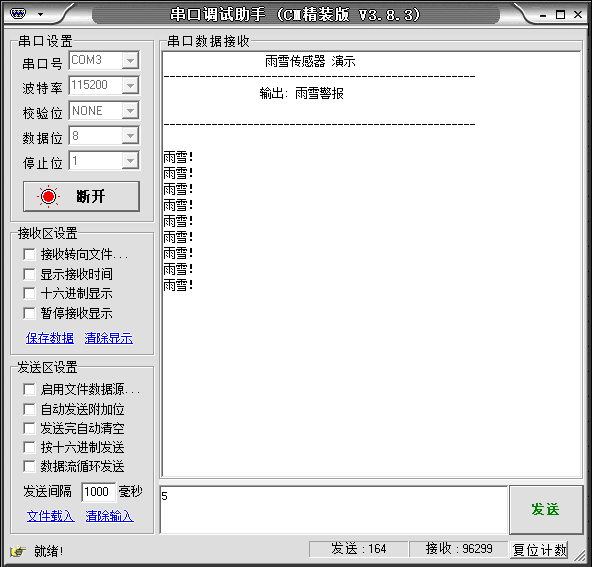 串口调试助手 (CM精装版 V3.8.3)
串口设置
串口号 COM3
波特率 115200
校验位 NONE
数据位 8
停止位 1
断开
接收区设置
接收转向文件...
显示接收时间
十六进制显示
暂停接收显示
保存数据 清除显示
发送区设置
启用文件数据源...
自动发送附加位
发送完自动清空
按十六进制发送
数据流循环发送
发送间隔 1000 毫秒
文件载入 清除输入
串口数据接收
雨雪传感器 演示
----------------------------------------------------
输出: 雨雪警报
----------------------------------------------------
雨雪!
雨雪!
雨雪!
雨雪!
雨雪!
雨雪!
雨雪!
雨雪!
雨雪!
5
发送
就绪!
发送 : 164
接收 : 96299
复位计数